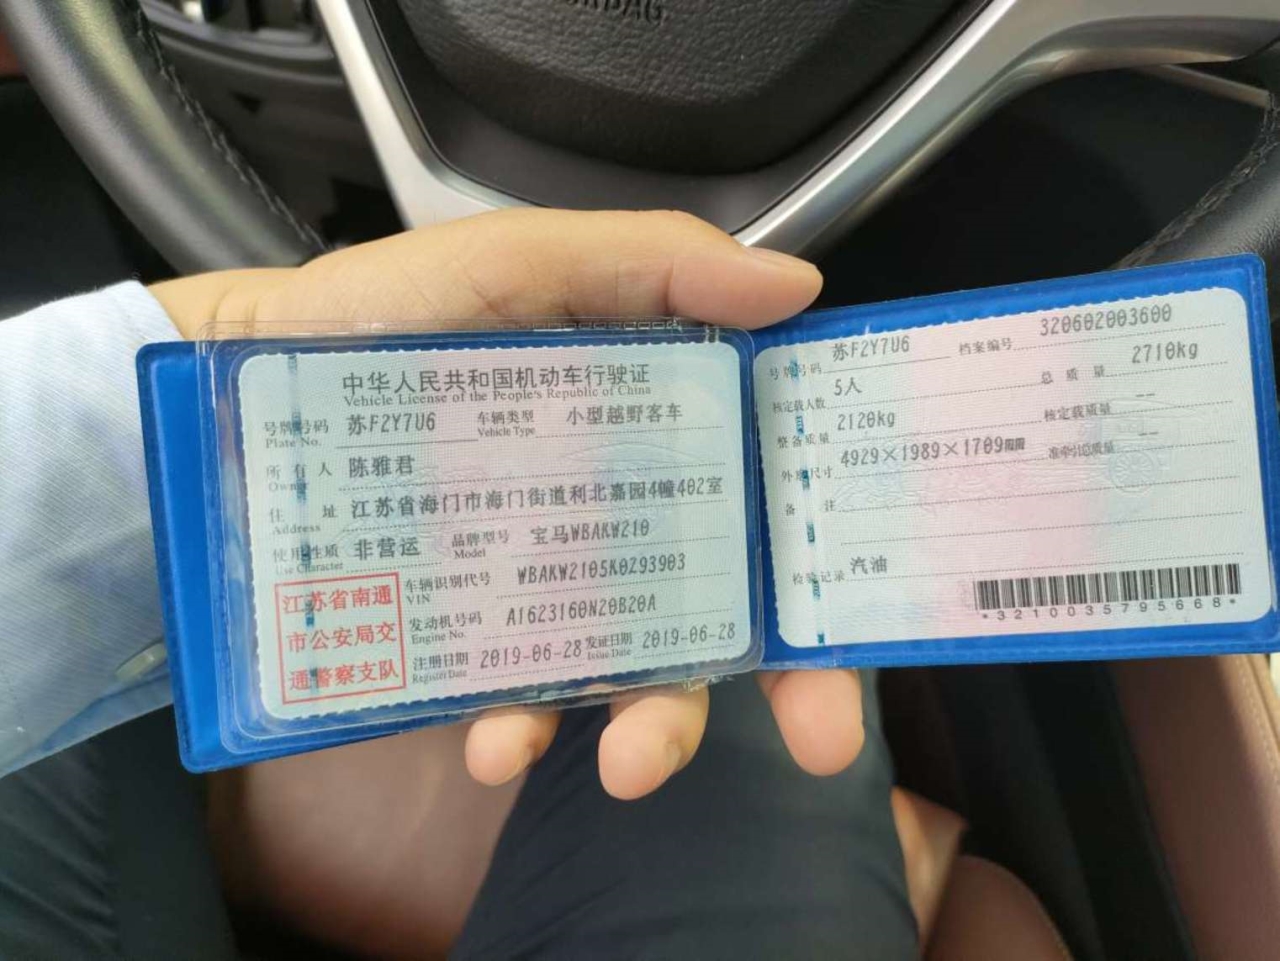 中华人民共和国机动车行驶证
Vehicle License of the People's Republic of China
号牌号码 苏F2Y7U6 车辆类型 小型越野客车
Plate No. Vehicle Type
所有人 陈雅君
Owner
住址 江苏省海门市海门街道利北嘉园4幢402室
Address
使用性质 非营运 品牌型号 宝马WBAKW210
Use Character Model
江苏省南通
市公安局交
通警察支队
车辆识别代号 WBAKW2105K0Z93903
VIN
发动机号码 A1623160N20B20A
Engine No.
注册日期 2019-06-28 发证日期 2019-06-28
Register Date Issue Date
号牌号码 苏F2Y7U6 档案编号 320602003600
核定载人数 5人 总质量 2710kg
整备质量 2120kg 核定载质量 --
外廓尺寸 4929×1989×1709 准牵引总质量 --
备注
检验记录 汽油
*3210035795668*